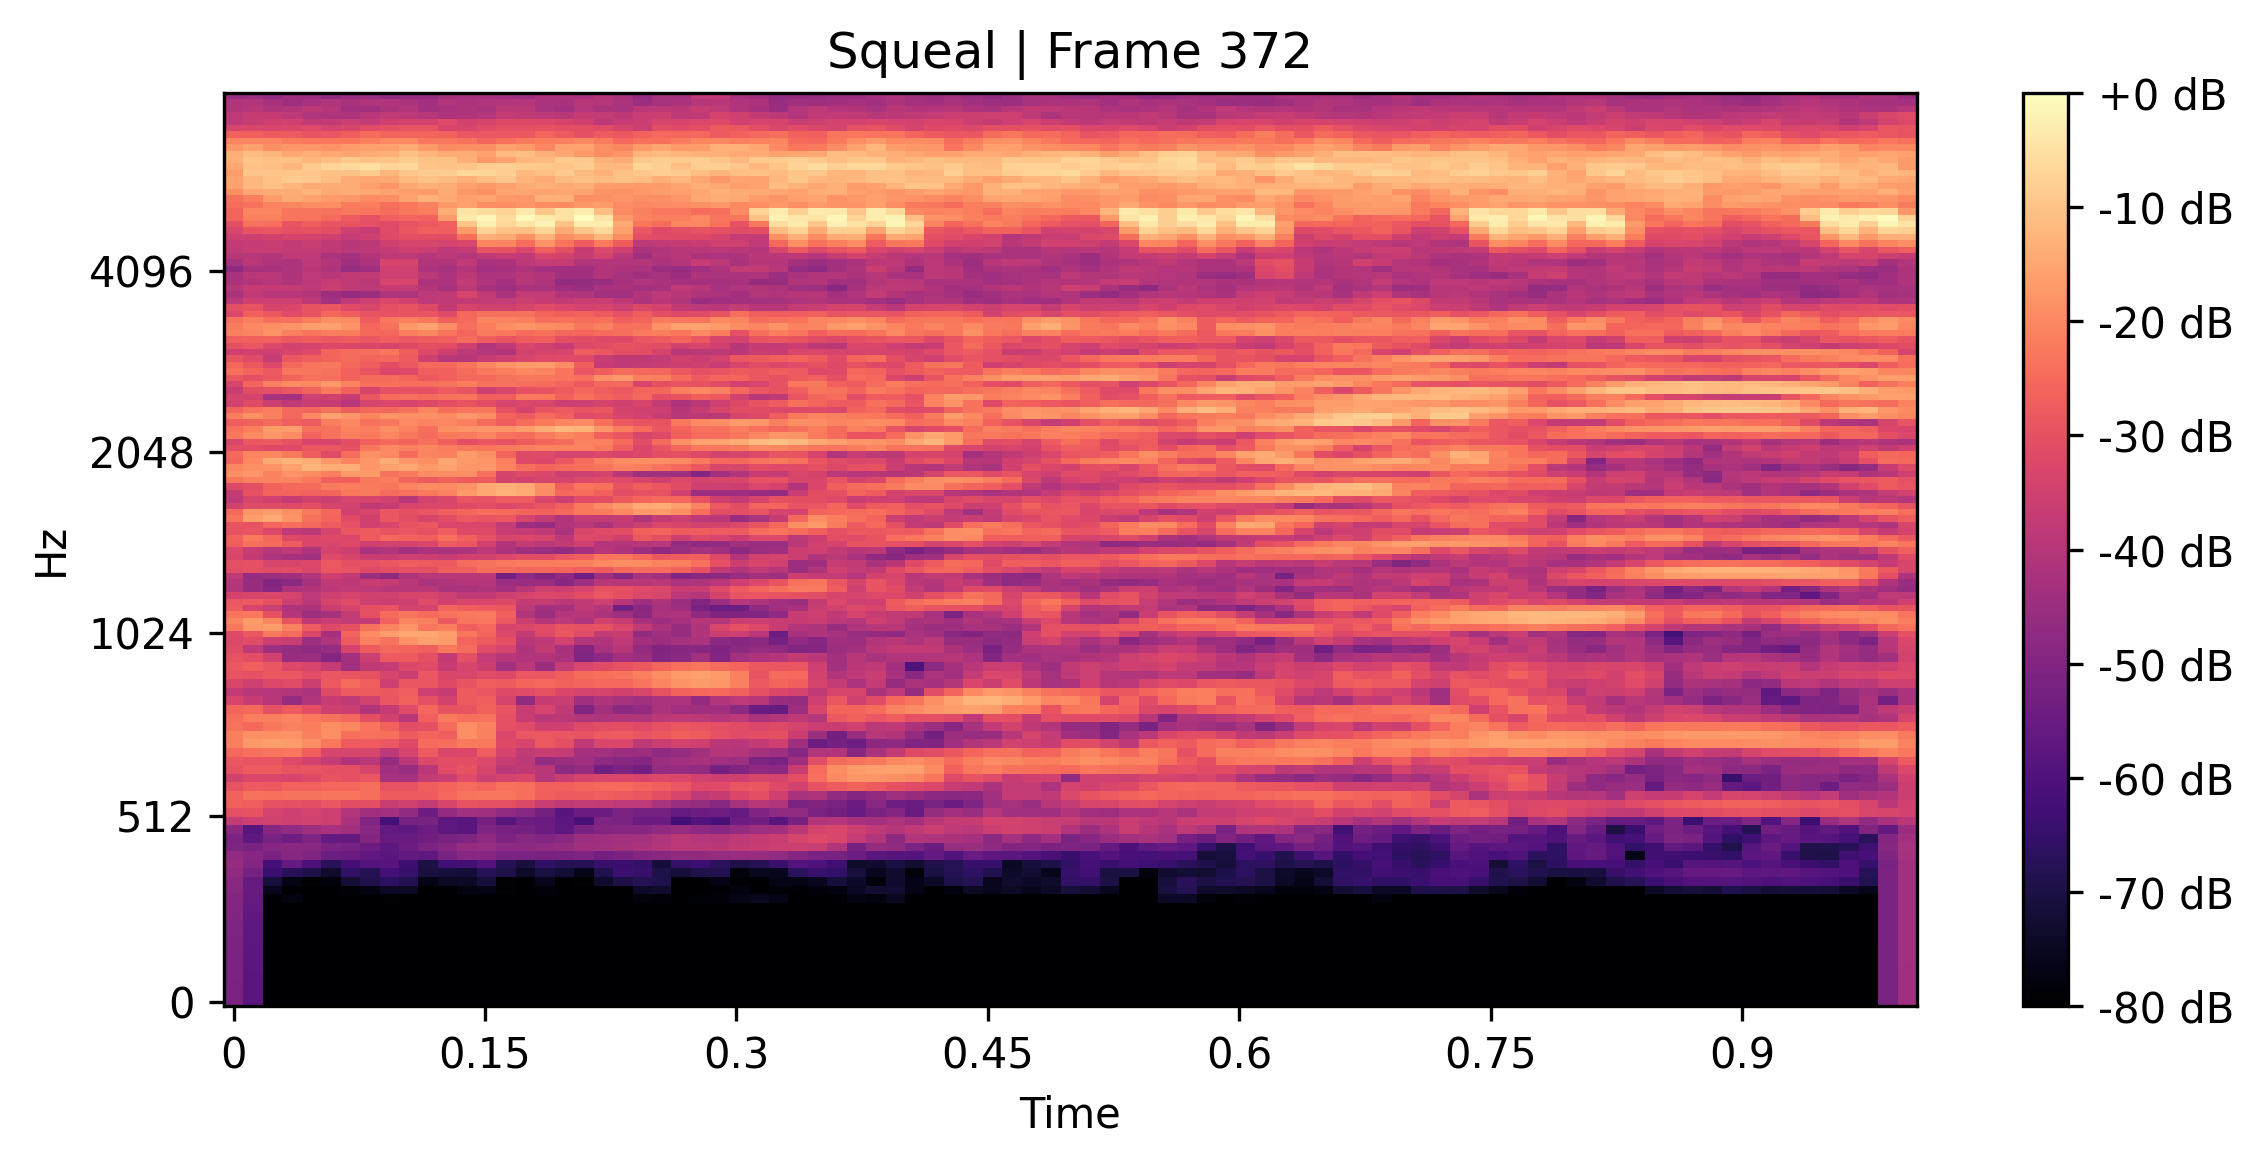 Squeal | Frame 372
+0 dB
-10 dB
-20 dB
-30 dB
-40 dB
-50 dB
-60 dB
-70 dB
-80 dB
Hz
4096
2048
1024
512
0
0 0.15 0.3 0.45 0.6 0.75 0.9
Time